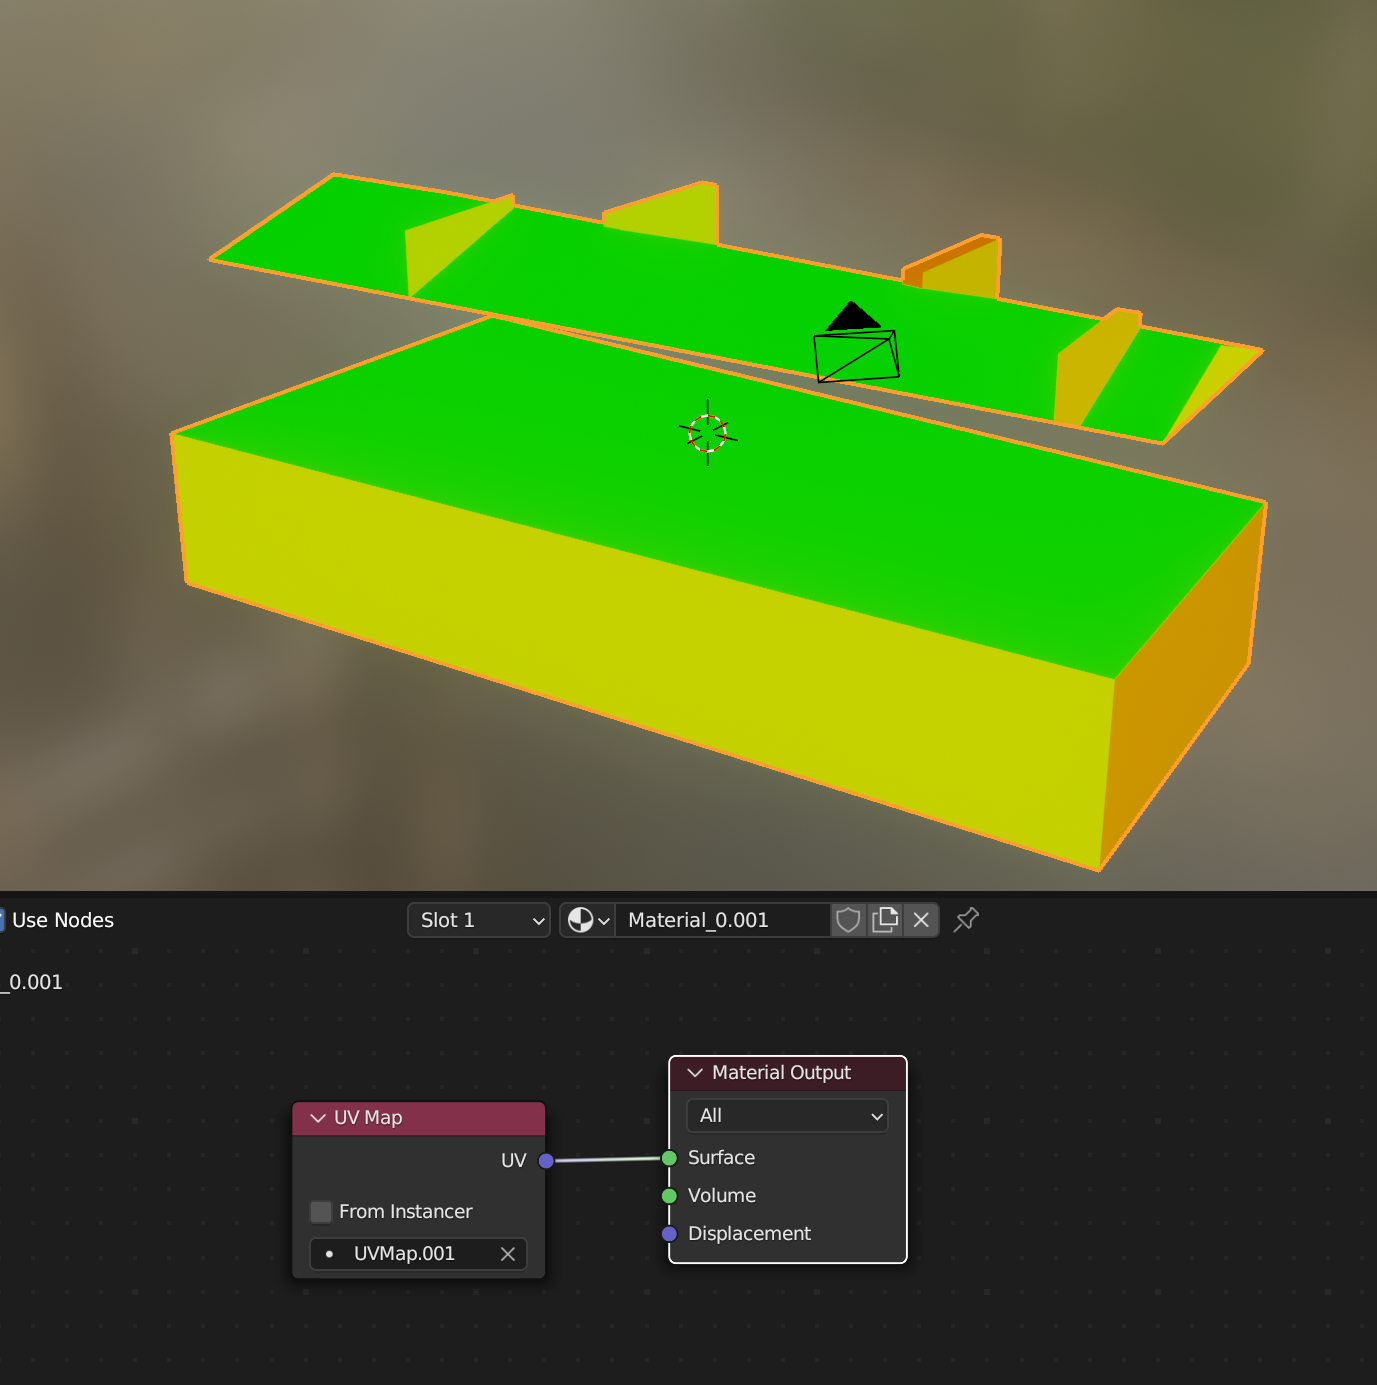 Use Nodes
Slot 1
Material_0.001
_0.001
Material Output
All
UV Map
UV
Surface
Volume
From Instancer
Displacement
UVMap.001